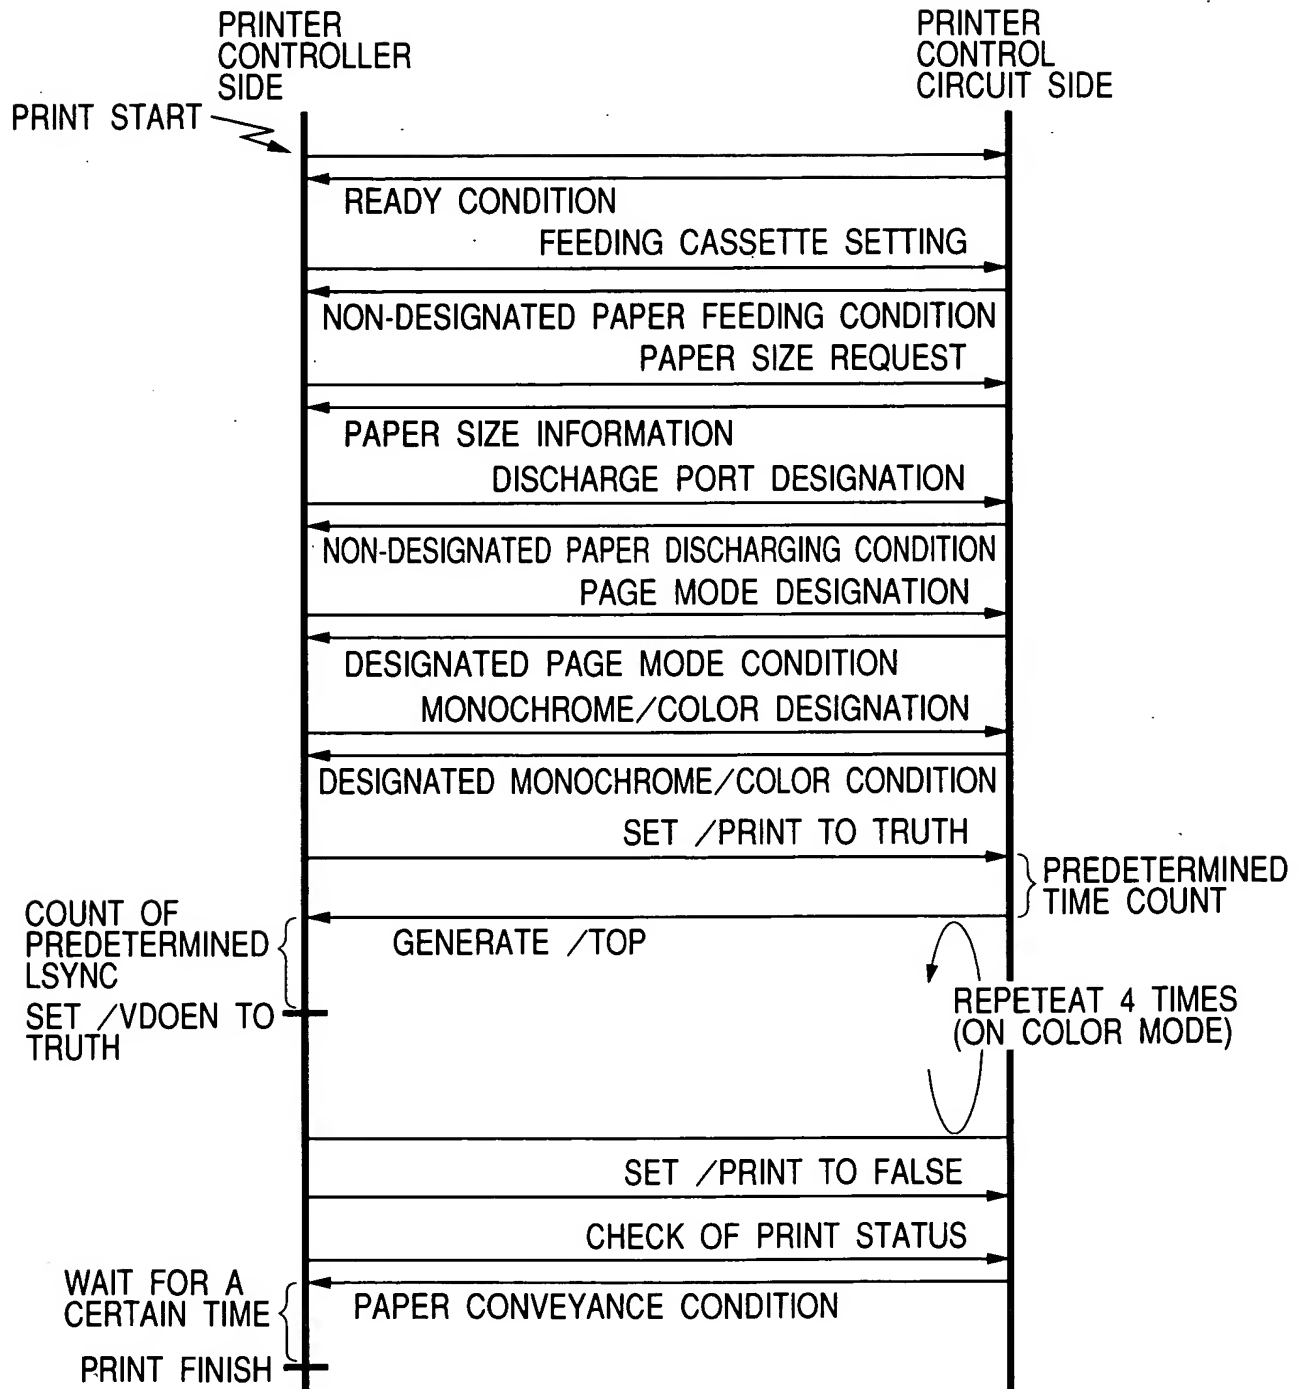 PRINTER
CONTROLLER
SIDE
PRINTER
CONTROL
CIRCUIT SIDE
PRINT START
READY CONDITION
FEEDING CASSETTE SETTING
NON-DESIGNATED PAPER FEEDING CONDITION
PAPER SIZE REQUEST
PAPER SIZE INFORMATION
DISCHARGE PORT DESIGNATION
NON-DESIGNATED PAPER DISCHARGING CONDITION
PAGE MODE DESIGNATION
DESIGNATED PAGE MODE CONDITION
MONOCHROME/COLOR DESIGNATION
DESIGNATED MONOCHROME/COLOR CONDITION
SET /PRINT TO TRUTH
PREDETERMINED
TIME COUNT
COUNT OF
PREDETERMINED
LSYNC
GENERATE /TOP
SET /VDOEN TO
TRUTH
REPETEAT 4 TIMES
(ON COLOR MODE)
SET /PRINT TO FALSE
CHECK OF PRINT STATUS
WAIT FOR A
CERTAIN TIME
PAPER CONVEYANCE CONDITION
PRINT FINISH